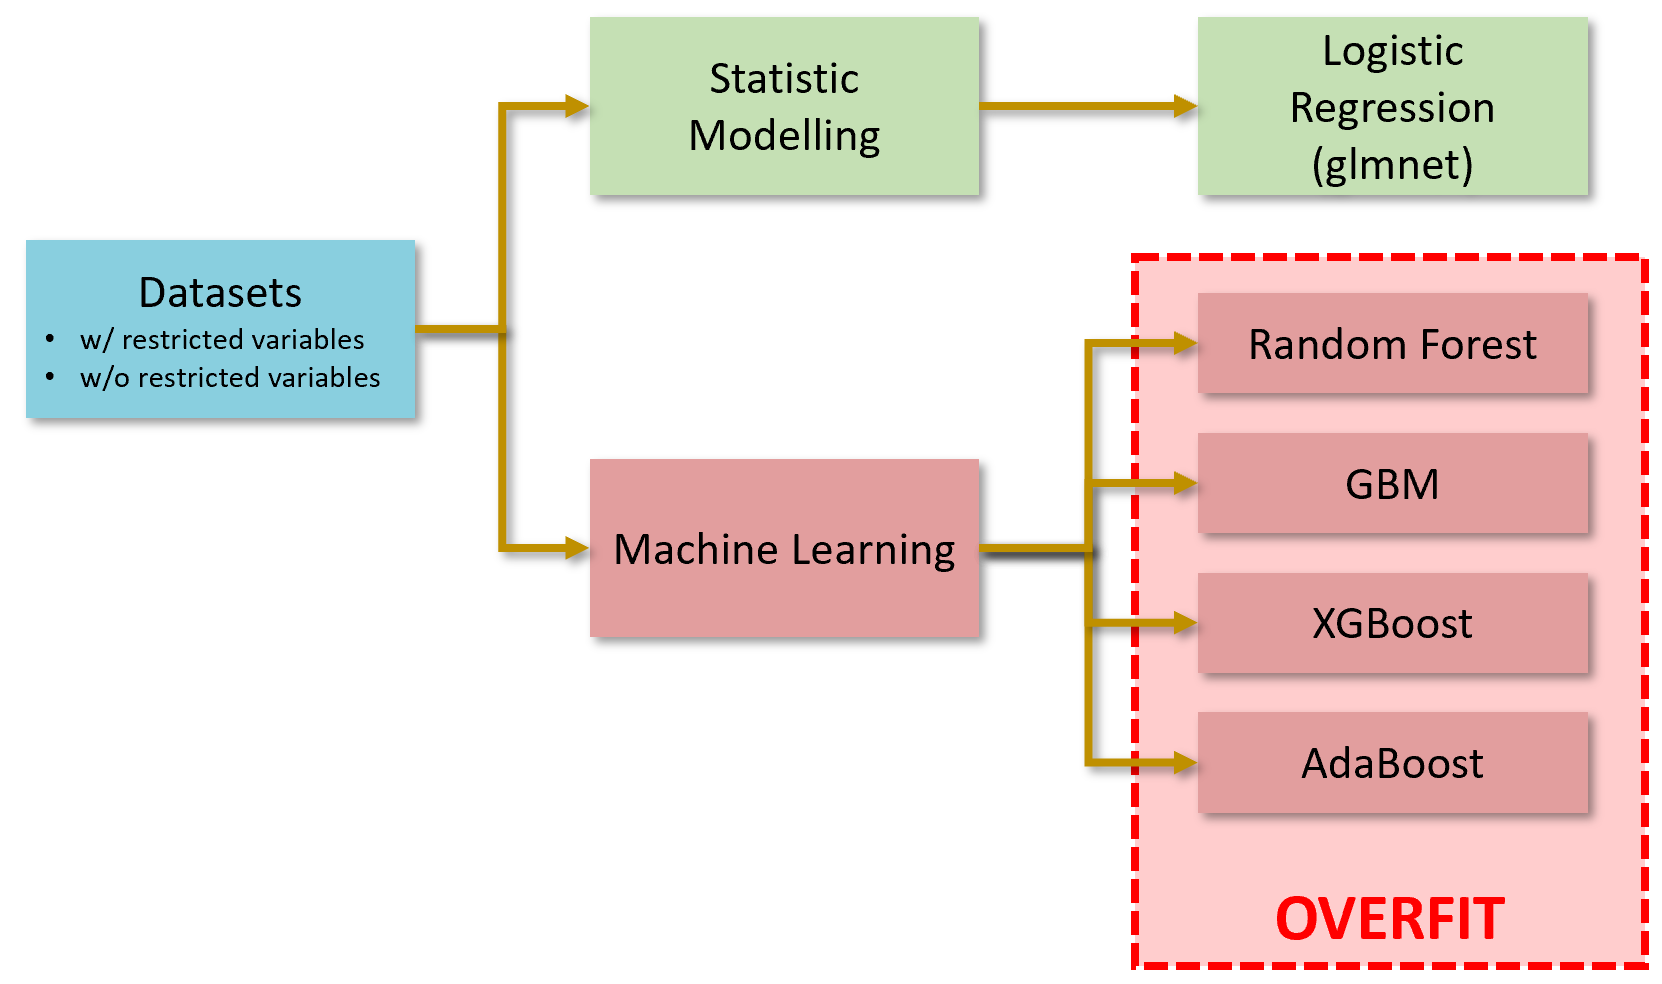 Statistic
Modelling
Logistic
Regression
(glmnet)
Datasets
• w/ restricted variables
• w/o restricted variables
Machine Learning
Random Forest
GBM
XGBoost
AdaBoost
OVERFIT